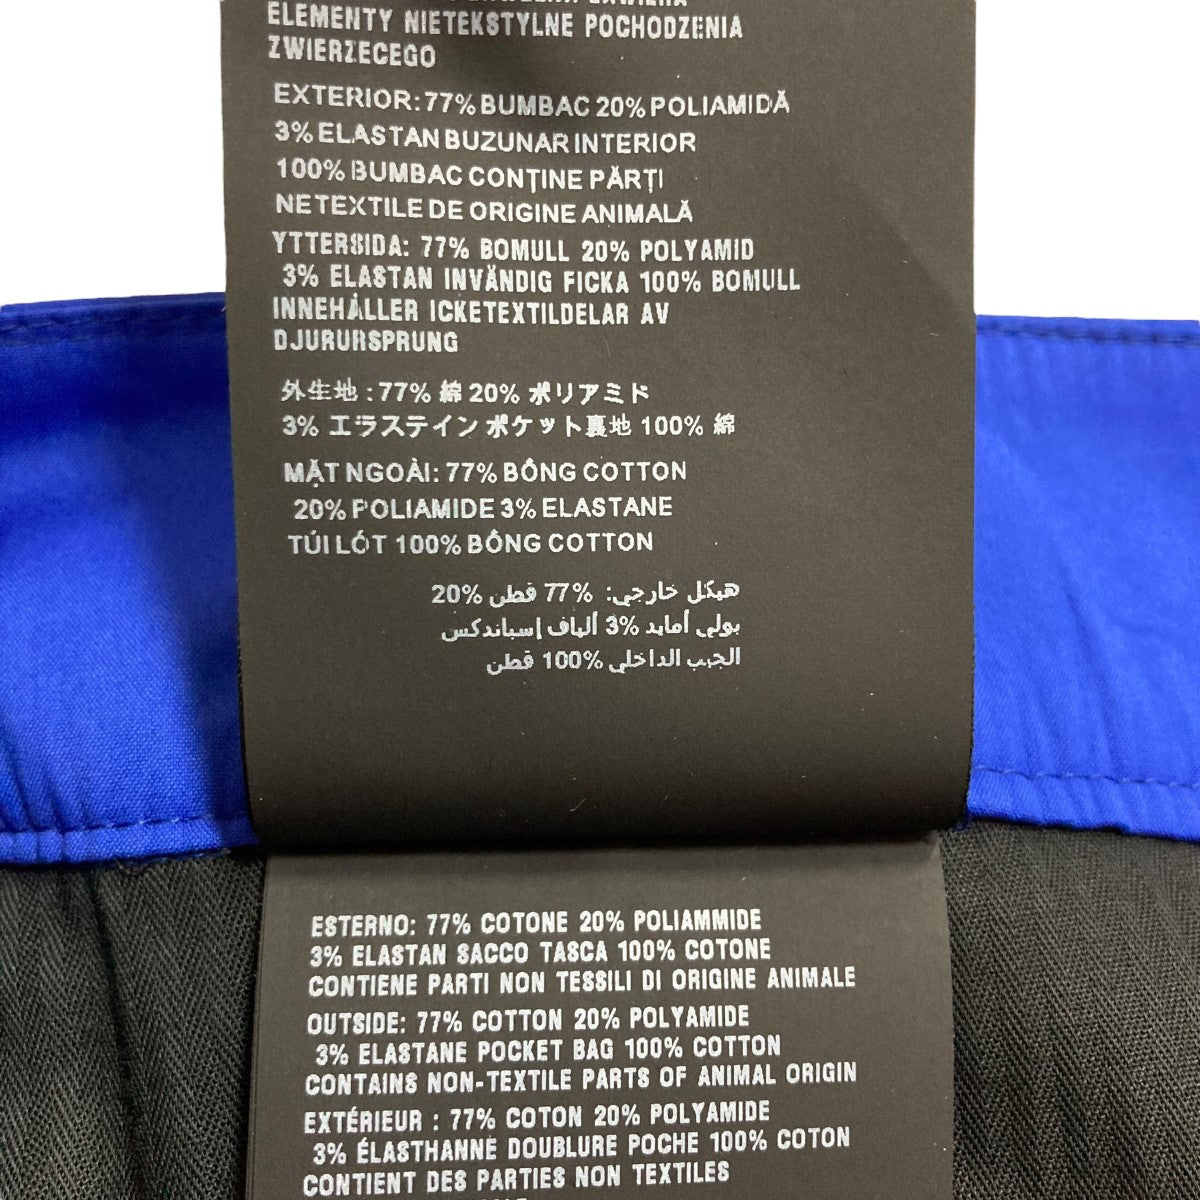 ELEMENTY NIETEKSTYLNE POCHODZENIA
ZWIERZECEGO
EXTERIOR: 77% BUMBAC 20% POLIAMIDĂ
3% ELASTAN BUZUNAR INTERIOR
100% BUMBAC CONȚINE PĂRȚI
NETEXTILE DE ORIGINE ANIMALĂ
YTTERSIDA: 77% BOMULL 20% POLYAMID
3% ELASTAN INVÄNDIG FICKA 100% BOMULL
INNEHÅLLER ICKETEXTILDELAR AV
DJURURSPRUNG
外生地 : 77% 綿 20% ポリアミド
3% エラステイン ポケット裏地 100% 綿
MẶT NGOÀI: 77% BÔNG COTTON
20% POLIAMIDE 3% ELASTANE
TÚI LÓT 100% BÔNG COTTON
هيكل خارجي: 77% قطن 20%
بولي أمايد 3% ألياف إسباندكس
الجيب الداخلي 100% قطن
ESTERNO: 77% COTONE 20% POLIAMMIDE
3% ELASTAN SACCO TASCA 100% COTONE
CONTIENE PARTI NON TESSILI DI ORIGINE ANIMALE
OUTSIDE: 77% COTTON 20% POLYAMIDE
3% ELASTANE POCKET BAG 100% COTTON
CONTAINS NON-TEXTILE PARTS OF ANIMAL ORIGIN
EXTÉRIEUR : 77% COTON 20% POLYAMIDE
3% ÉLASTHANNE DOUBLURE POCHE 100% COTON
CONTIENT DES PARTIES NON TEXTILES